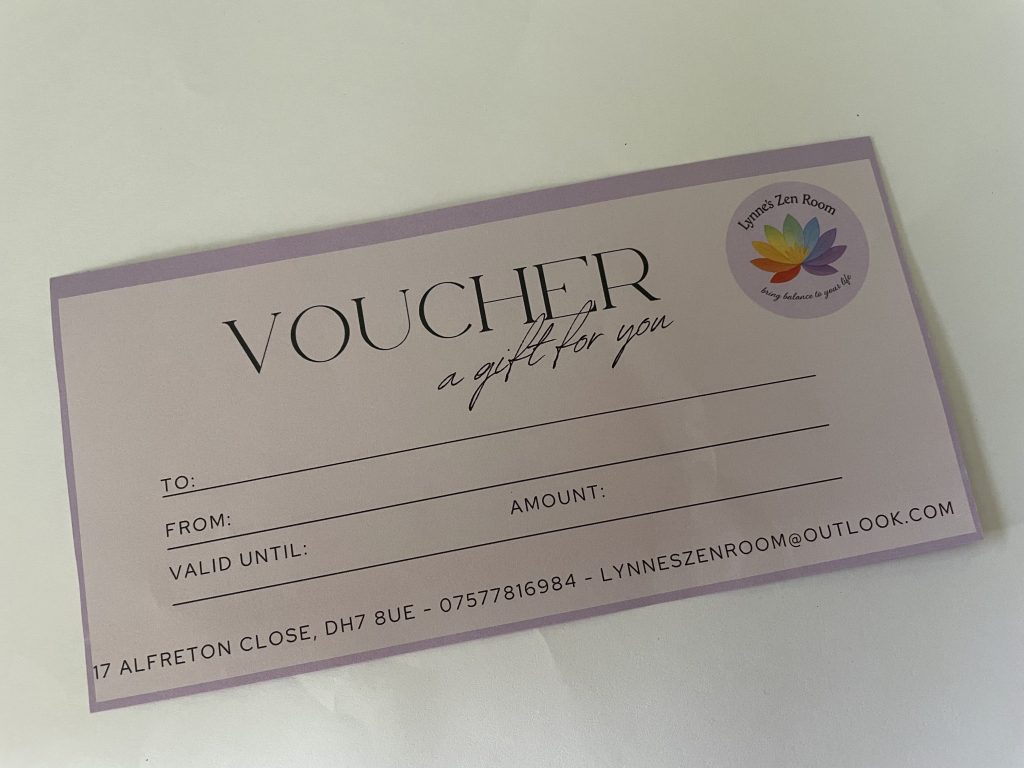 Lynne's Zen Room
bring balance to your life
VOUCHER
a gift for you
TO:
FROM:
VALID UNTIL: AMOUNT:
17 ALFRETON CLOSE, DH7 8UE - 07577816984 - LYNNESZENROOM@OUTLOOK.COM